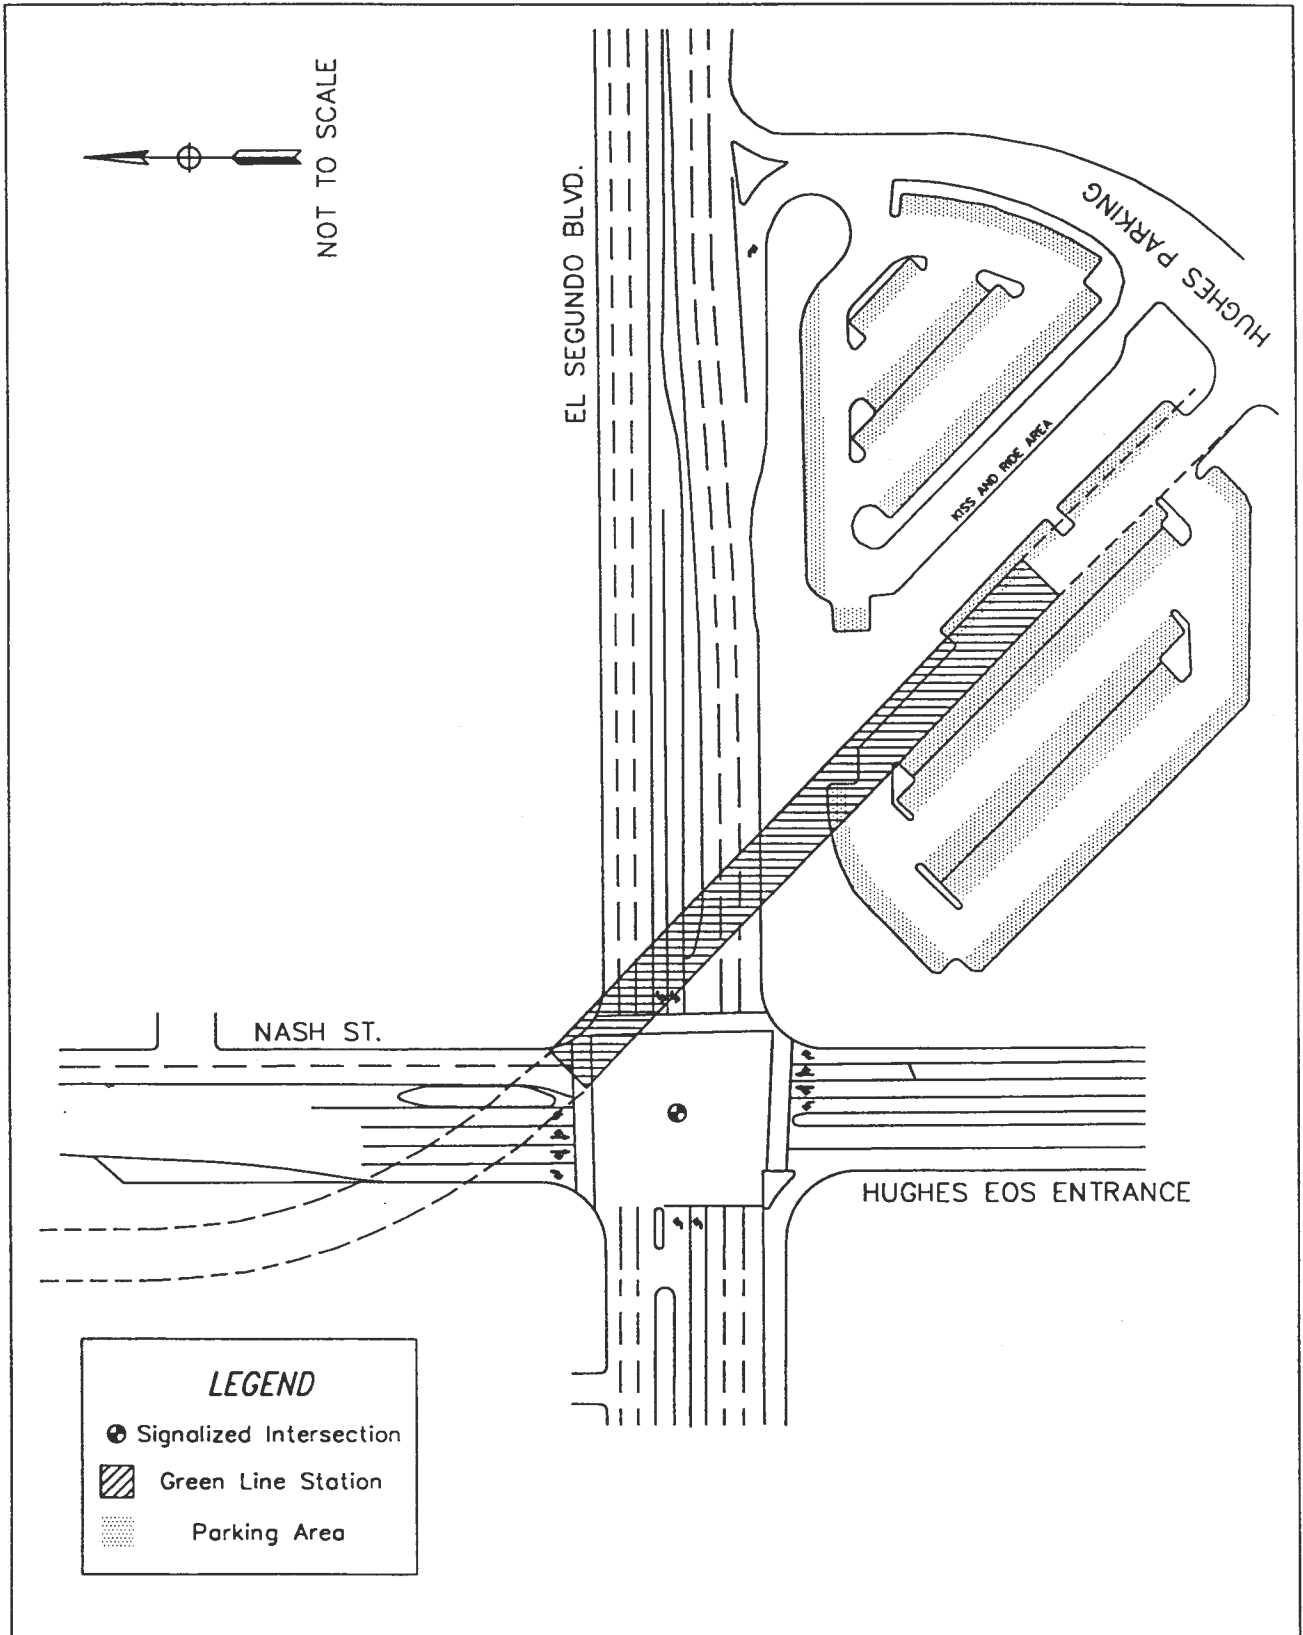 NOT TO SCALE
EL SEGUNDO BLVD.
HUGHES PARKING
KISS AND RIDE AREA
NASH ST.
HUGHES EOS ENTRANCE
LEGEND
Signalized Intersection
Green Line Station
Parking Area